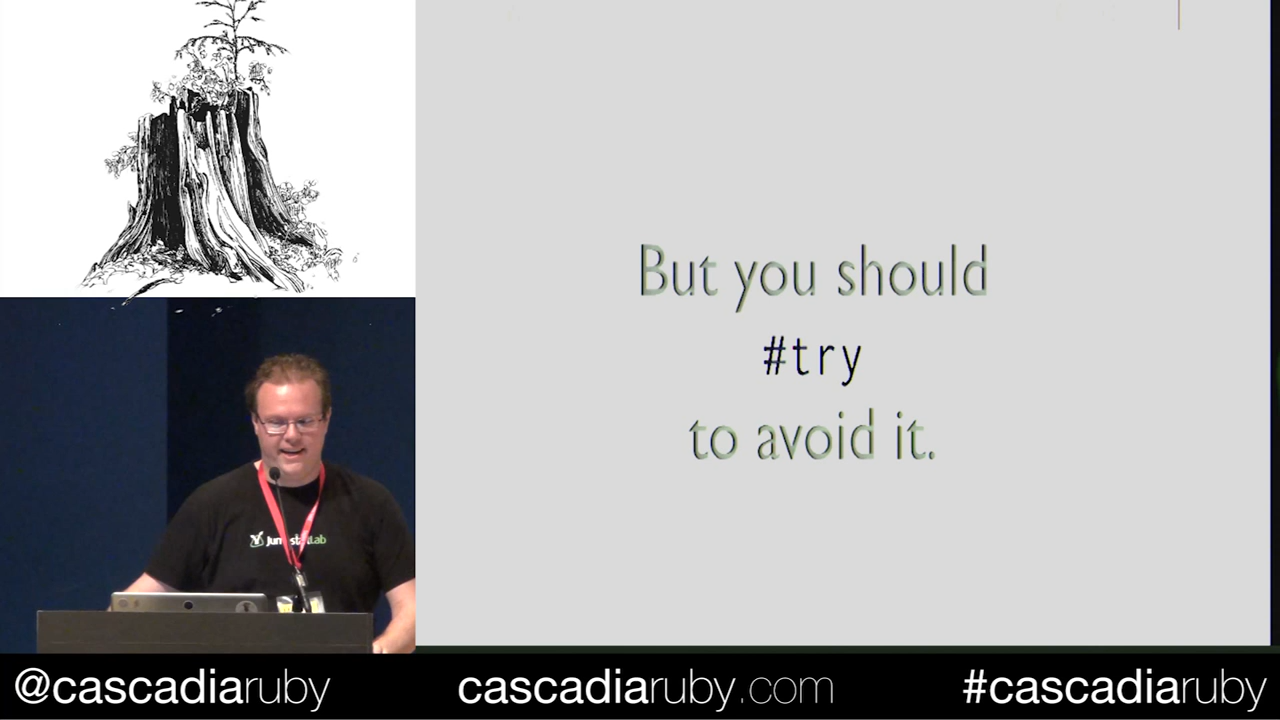 But you should
#try
to avoid it.
@cascadiaruby
cascadiaruby.com
#cascadiaruby